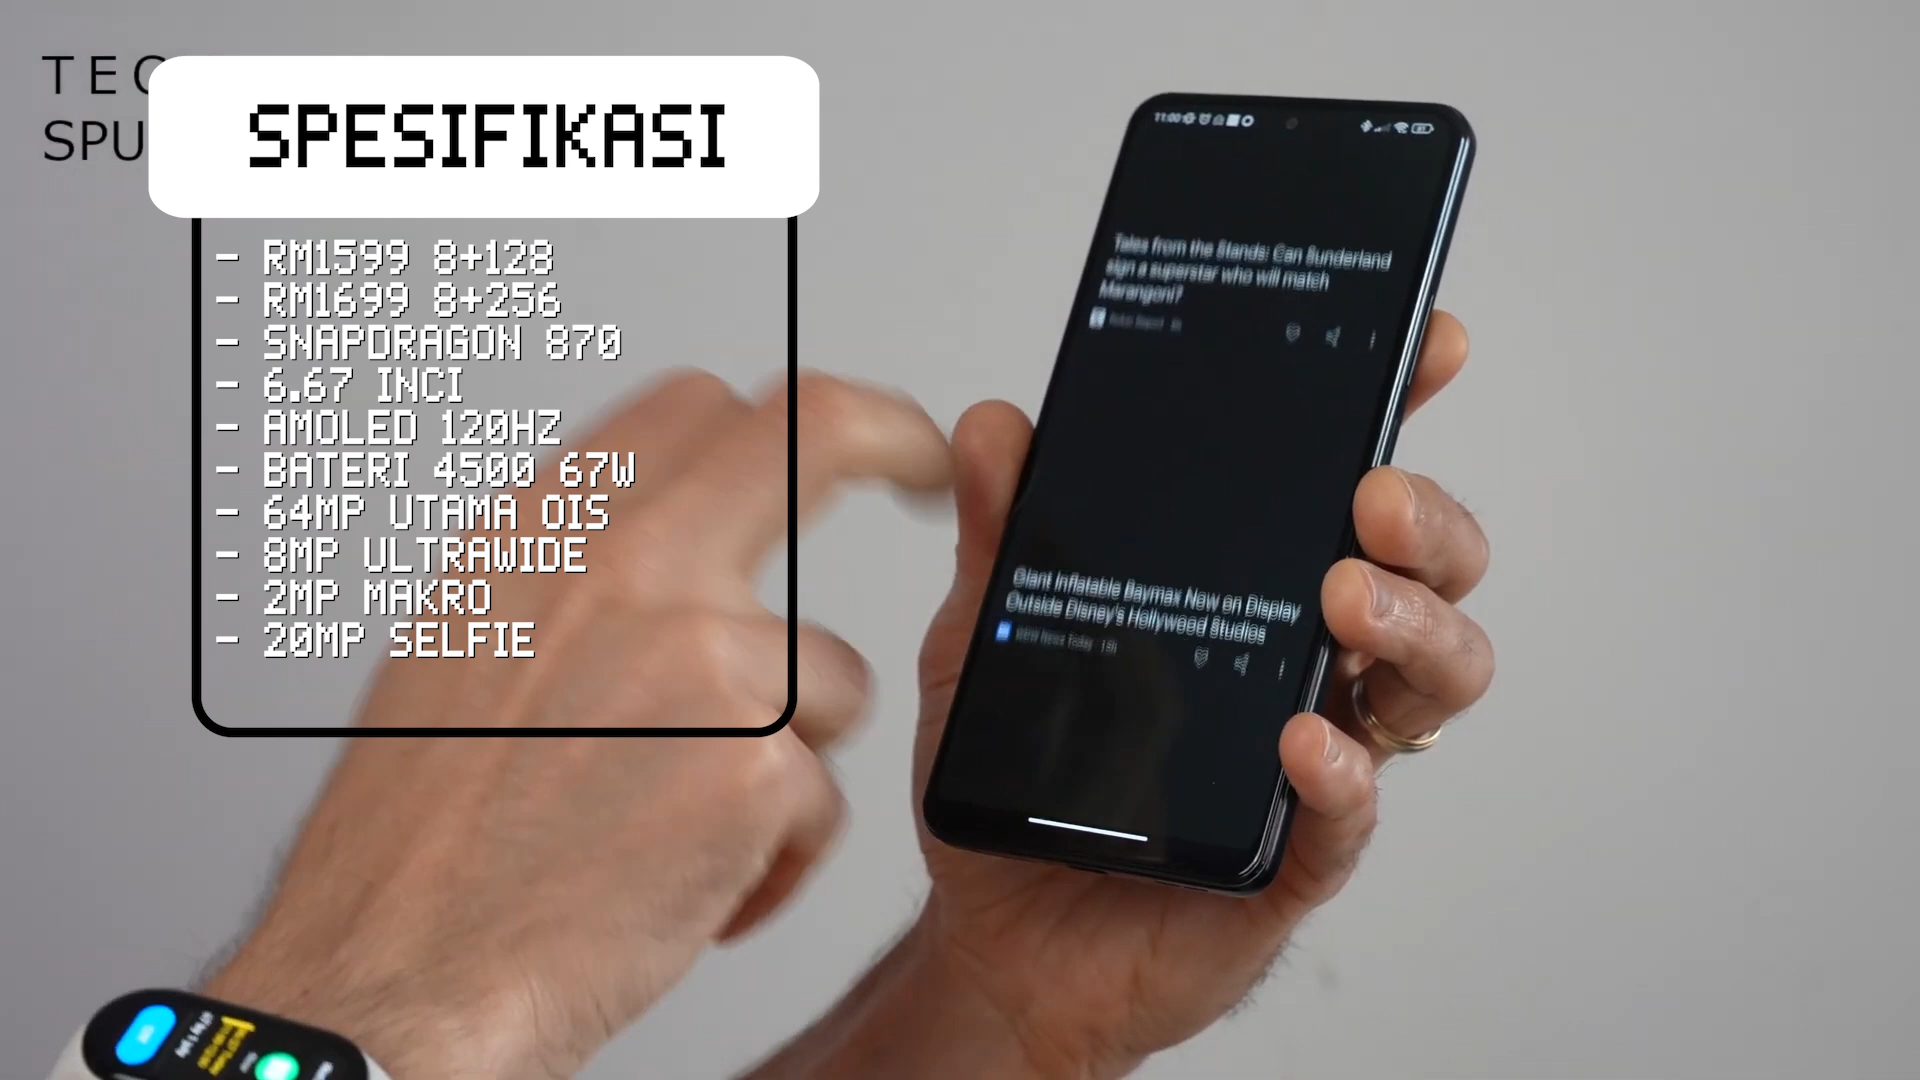 TEC
SPU
SPESIFIKASI
- RM1599 8+128
- RM1699 8+256
- SNAPDRAGON 870
- 6.67 INCI
- AMOLED 120HZ
- BATERI 4500 67W
- 64MP UTAMA OIS
- 8MP ULTRAWIDE
- 2MP MAKRO
- 20MP SELFIE
11:00
Tales from the Stands: Can Sunderland
sign a superstar who will match
Marangoni?
Giant Inflatable Baymax Now on Display
Outside Disney's Hollywood Studios